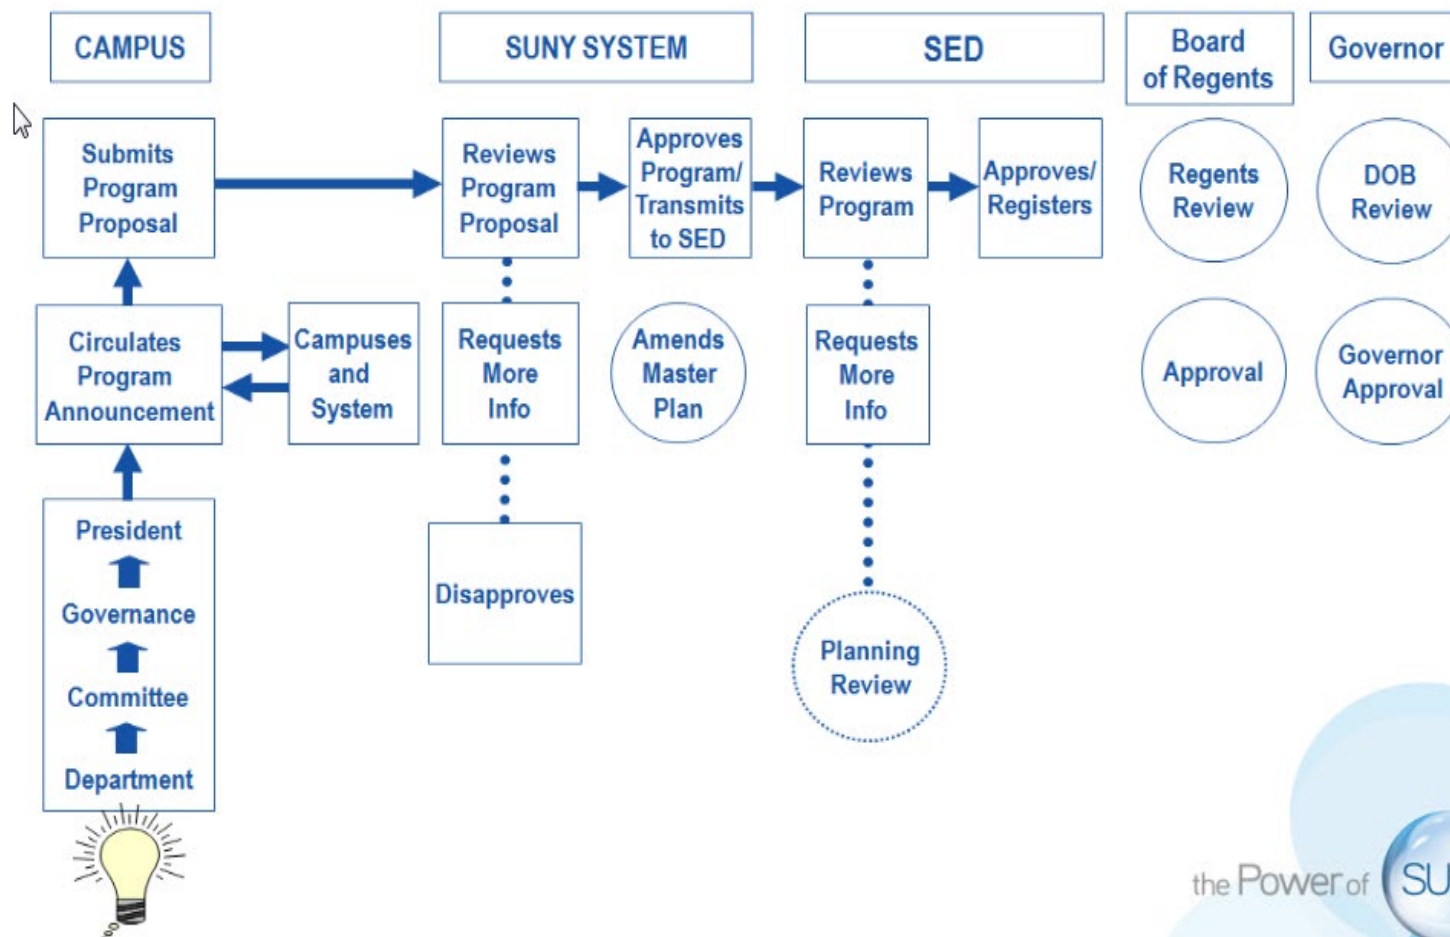 CAMPUS
SUNY SYSTEM
SED
Board
of Regents
Governor
Submits
Program
Proposal
Reviews
Program
Proposal
Approves
Program/
Transmits
to SED
Reviews
Program
Approves/
Registers
Regents
Review
DOB
Review
Circulates
Program
Announcement
Campuses
and
System
Requests
More
Info
Amends
Master
Plan
Requests
More
Info
Approval
Governor
Approval
President
Governance
Committee
Department
Disapproves
Planning
Review
the Power of SU